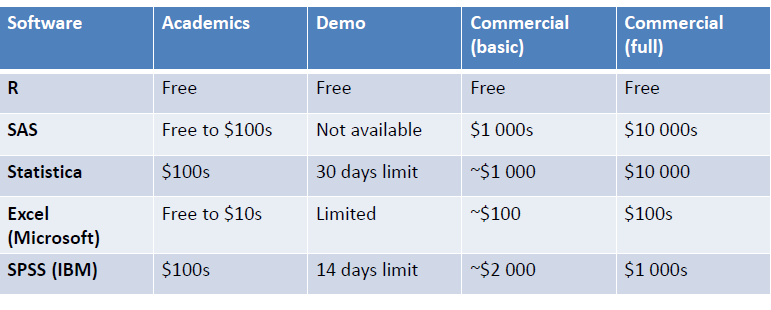 Software Academics Demo Commercial (basic) Commercial (full)
R Free Free Free Free
SAS Free to $100s Not available $1 000s $10 000s
Statistica $100s 30 days limit ~$1 000 $10 000
Excel (Microsoft) Free to $10s Limited ~$100 $100s
SPSS (IBM) $100s 14 days limit ~$2 000 $1 000s